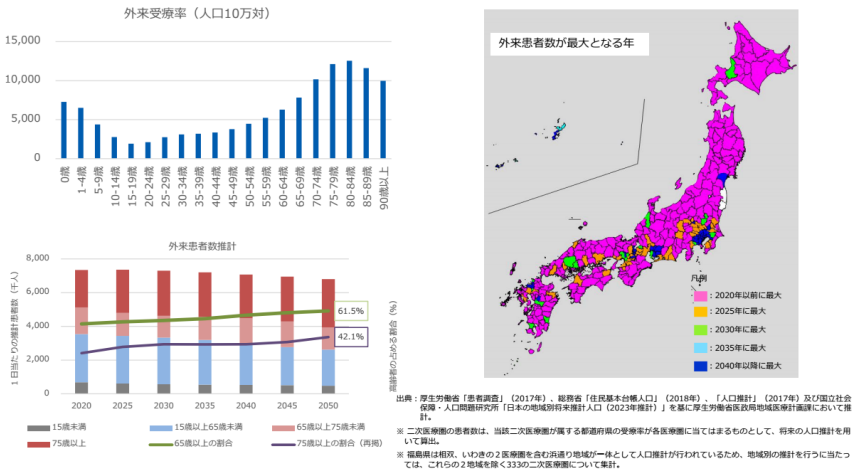 外来受療率（人口10万対）
15,000
10,000
5,000
0
0歳
1-4歳
5-9歳
10-14歳
15-19歳
20-24歳
25-29歳
30-34歳
35-39歳
40-44歳
45-49歳
50-54歳
55-59歳
60-64歳
65-69歳
70-74歳
75-79歳
80-84歳
85-89歳
90歳以上
外来患者数推計
8,000
6,000
4,000
2,000
0
1日当たりの推計患者数（千人）
高齢者の占める割合（%）
61.5%
42.1%
2020
2025
2030
2035
2040
2045
2050
15歳未満
15歳以上65歳未満
65歳以上75歳未満
75歳以上
65歳以上の割合
75歳以上の割合（再掲）
外来患者数が最大となる年
凡例
：2020年以前に最大
：2025年に最大
：2030年に最大
：2035年に最大
：2040年以降に最大
出典：厚生労働省「患者調査」（2017年）、総務省「住民基本台帳人口」（2018年）、「人口推計」（2017年）及び国立社会
保障・人口問題研究所「日本の地域別将来推計人口（2023年推計）」を基に厚生労働省医政局地域医療計画課において推
計。
※ 二次医療圏の患者数は、当該二次医療圏が属する都道府県の受療率が各医療圏に当てはまるものとして、将来の人口推計を用
いて算出。
※ 福島県は相双、いわきの２医療圏を含む浜通り地域が一体として人口推計が行われているため、地域別の推計を行うに当たっ
ては、これらの２地域を除く333の二次医療圏について集計。